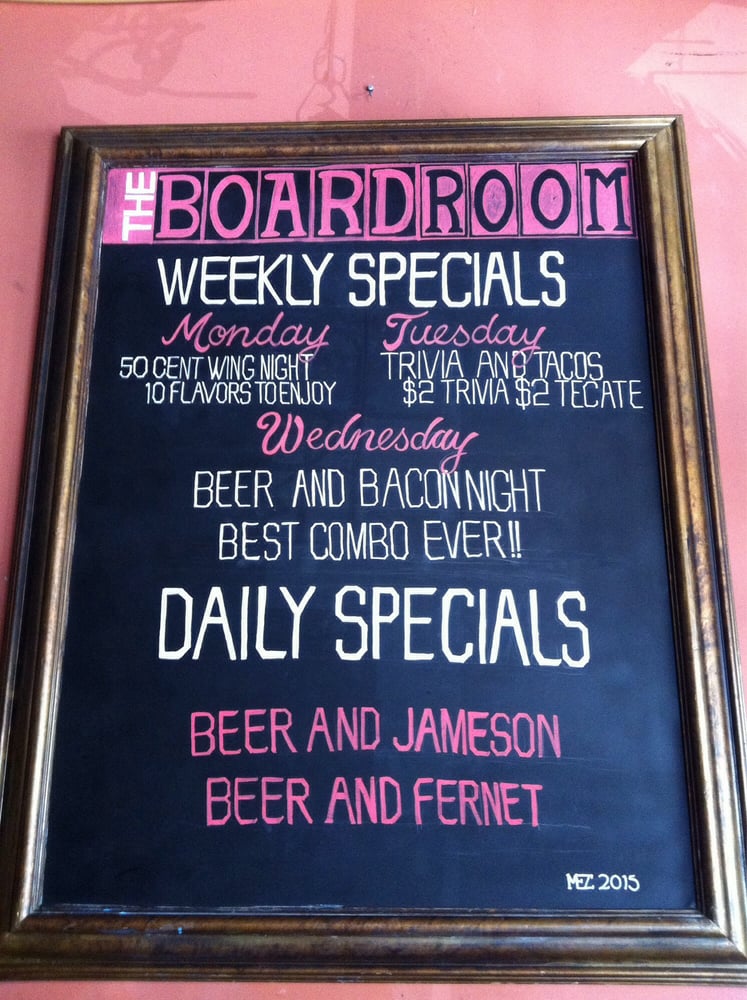 THE BOARDROOM
WEEKLY SPECIALS
Monday
50 CENT WING NIGHT
10 FLAVORS TO ENJOY
Tuesday
TRIVIA AND TACOS
$2 TRIVIA $2 TECATE
Wednesday
BEER AND BACON NIGHT
BEST COMBO EVER!!
DAILY SPECIALS
BEER AND JAMESON
BEER AND FERNET
MEZ 2015